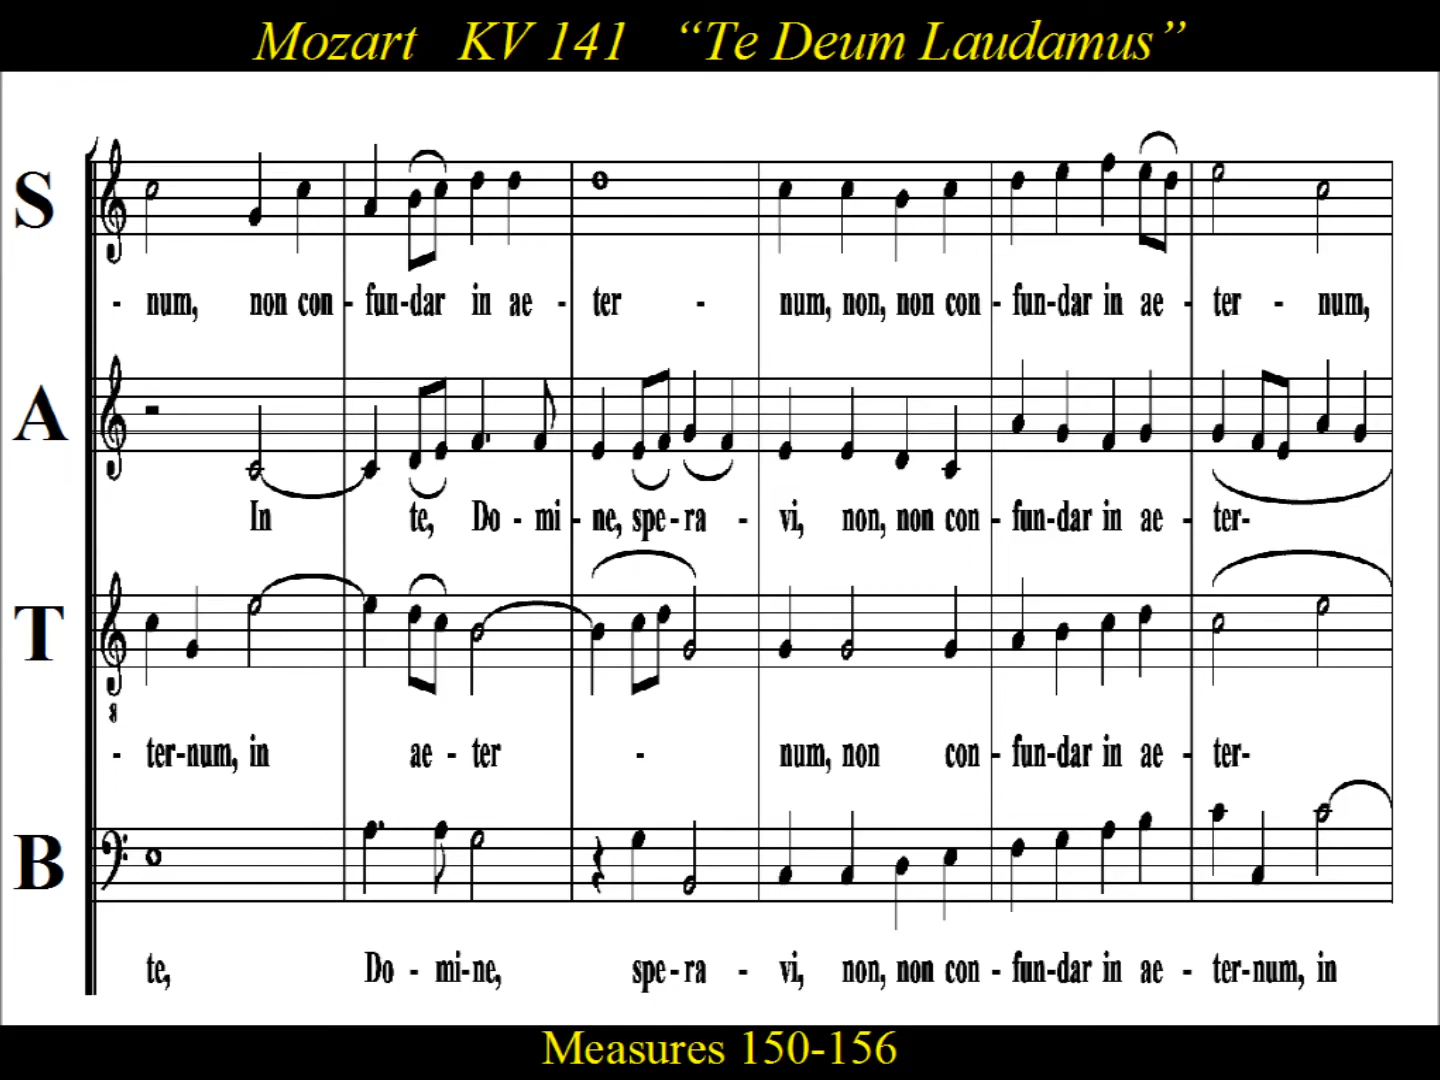 Mozart KV 141 “Te Deum Laudamus”
S
- num, non con - fun-dar in ae - ter - num, non, non con - fun-dar in ae - ter - num,
A
In te, Do - mi - ne, spe - ra - vi, non, non con - fun-dar in ae - ter-
T
8
- ter-num, in ae - ter - num, non con - fun-dar in ae - ter-
B
te, Do - mi-ne, spe-ra - vi, non, non con - fun-dar in ae - ter-num, in
Measures 150-156